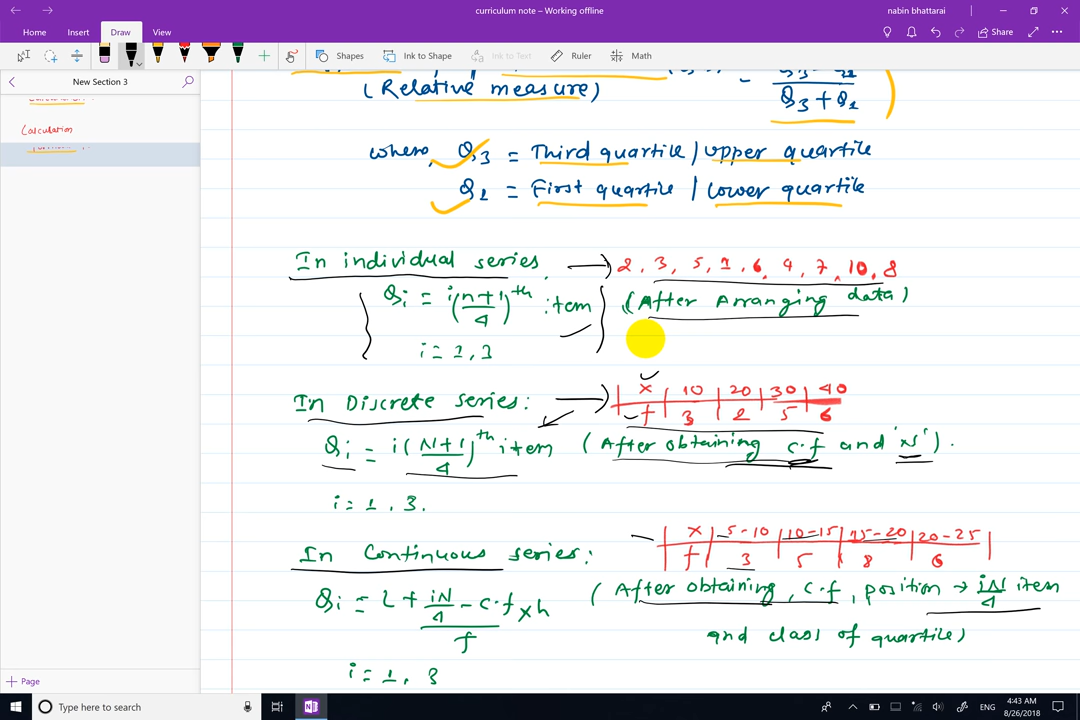 curriculum note – Working offline
nabin bhattarai
Home Insert Draw View
Share
Shapes Ink to Shape Ink to Text Ruler Math
New Section 3
Calculation
(Relative measure)
Q3 + Q1
where, Q3 = Third quartile / upper quartile
Q1 = First quartile / Lower quartile
In individual series → 2, 3, 5, 1, 6, 4, 7, 10, 8
Qi = i(n+1/4)th item (After Arranging data)
i = 1, 3
In Discrete series: → x 10 20 30 40
f 3 2 5 6
Qi = i(N+1/4)th item (After obtaining c.f and 'N').
i = 1, 3.
In Continuous series: x 5-10 10-15 15-20 20-25
f 3 5 8 6
Qi = L + iN/4 - c.f / f × h (After obtaining, c.f, position → iN/4 item
and class of quartile)
i = 1, 3
Page
Type here to search
ENG
4:43 AM
8/26/2018